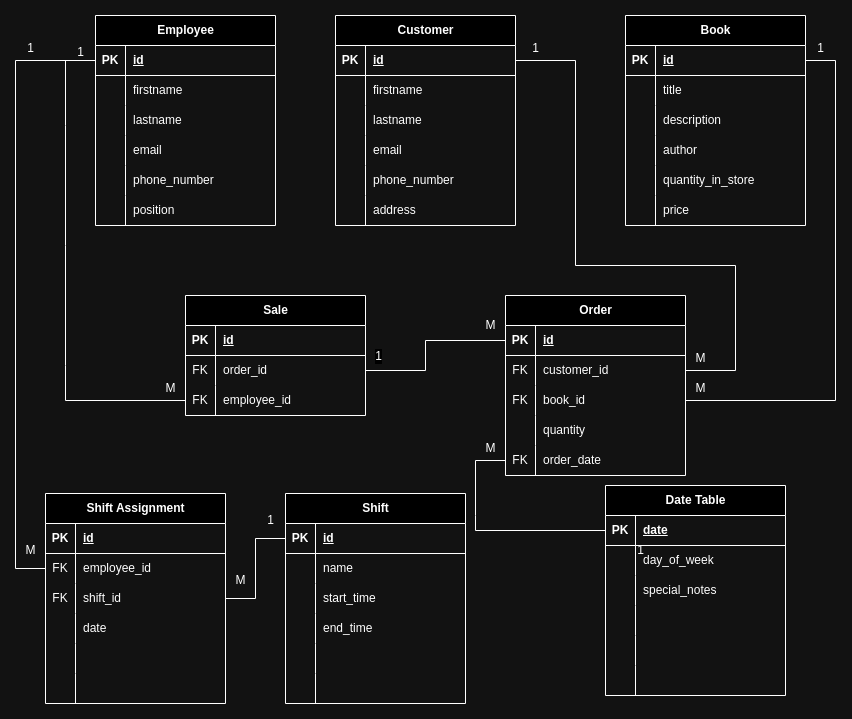 Employee
1
1
PK id
firstname
lastname
email
phone_number
position
Customer
1
PK id
firstname
lastname
email
phone_number
address
Book
1
PK id
title
description
author
quantity_in_store
price
Sale
PK id
FK order_id
1
M
FK employee_id
Order
M
PK id
M
FK customer_id
M
FK book_id
quantity
M
FK order_date
Shift Assignment
PK id
M
FK employee_id
FK shift_id
M
date
Shift
1
PK id
name
start_time
end_time
Date Table
PK date
1
day_of_week
special_notes